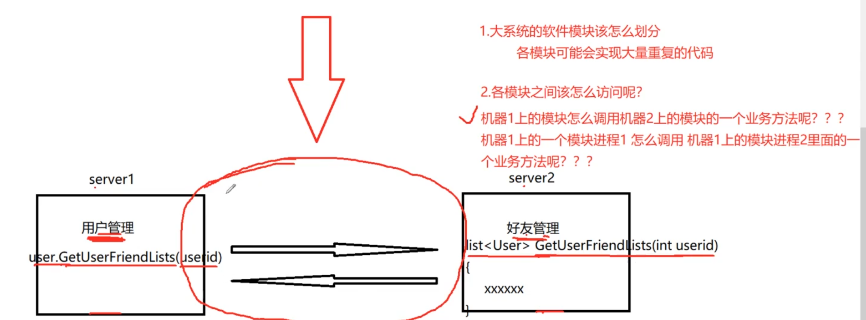 1.大系统的软件模块该怎么划分
各模块可能会实现大量重复的代码
2.各模块之间该怎么访问呢?
机器1上的模块怎么调用机器2上的模块的一个业务方法呢？？？
机器1上的一个模块进程1 怎么调用 机器1上的模块进程2里面的一
个业务方法呢？？？
server1
server2
用户管理
好友管理
user.GetUserFriendLists(userid)
list<User> GetUserFriendLists(int userid)
{
xxxxxx
}